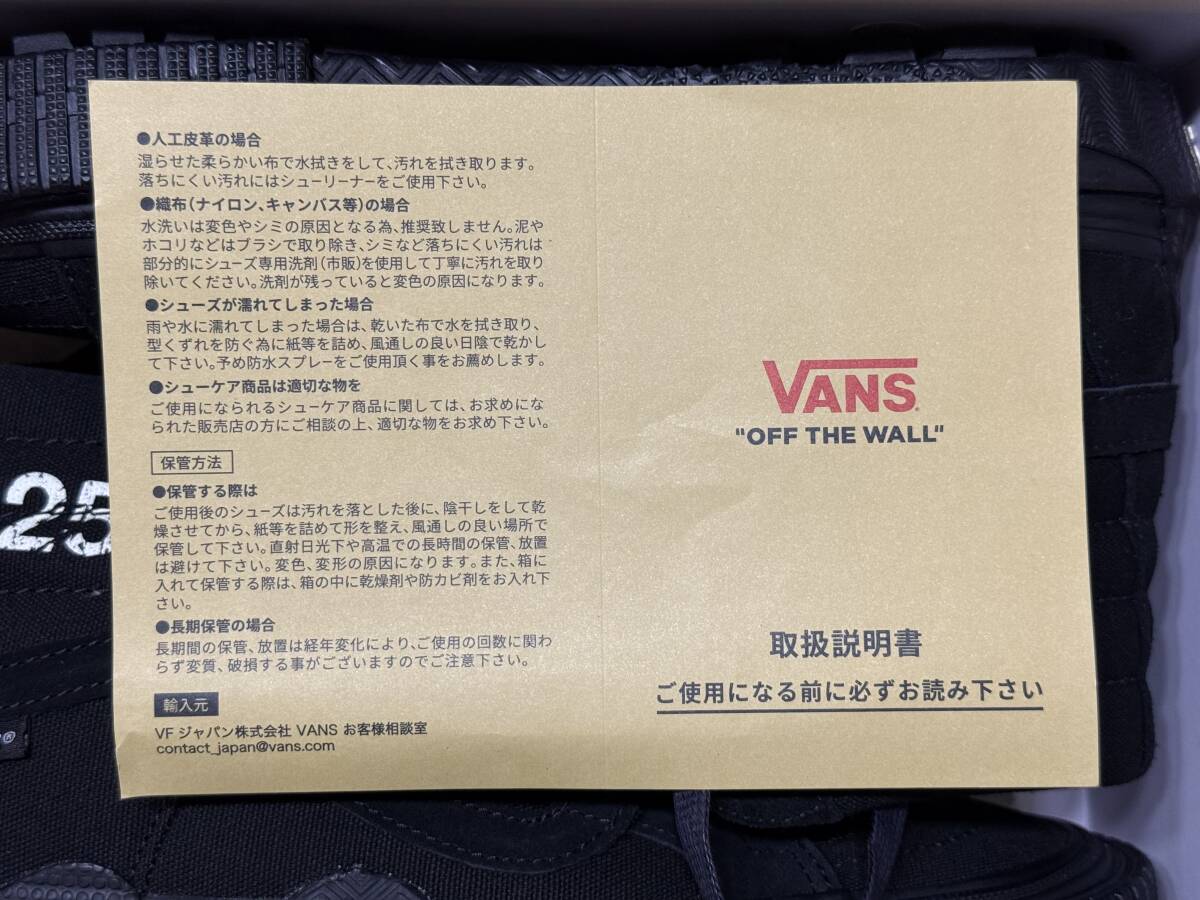 ●人工皮革の場合
湿らせた柔らかい布で水拭きをして、汚れを拭き取ります。
落ちにくい汚れにはシューリーナーをご使用下さい。
●織布(ナイロン、キャンバス等)の場合
水洗いは変色やシミの原因となる為、推奨致しません。泥や
ホコリなどはブラシで取り除き、シミなど落ちにくい汚れは
部分的にシューズ専用洗剤(市販)を使用して丁寧に汚れを取り
除いてください。洗剤が残っていると変色の原因になります。
●シューズが濡れてしまった場合
雨や水に濡れてしまった場合は、乾いた布で水を拭き取り、
型くずれを防ぐ為に紙等を詰め、風通しの良い日陰で乾かし
て下さい。予め防水スプレーをご使用頂く事をお薦めします。
●シューケア商品は適切な物を
ご使用になられるシューケア商品に関しては、お求めにな
られた販売店の方にご相談の上、適切な物をお求め下さい。
保管方法
●保管する際は
ご使用後のシューズは汚れを落とした後に、陰干しをして乾
燥させてから、紙等を詰めて形を整え、風通しの良い場所で
保管して下さい。直射日光下や高温での長時間の保管、放置
は避けて下さい。変色、変形の原因になります。また、箱に
入れて保管する際は、箱の中に乾燥剤や防カビ剤をお入れ下
さい。
●長期保管の場合
長期間の保管、放置は経年変化により、ご使用の回数に関わ
らず変質、破損する事がございますのでご注意下さい。
輸入元
VF ジャパン株式会社 VANS お客様相談室
contact_japan@vans.com
VANS
"OFF THE WALL"
取扱説明書
ご使用になる前に必ずお読み下さい
25
®